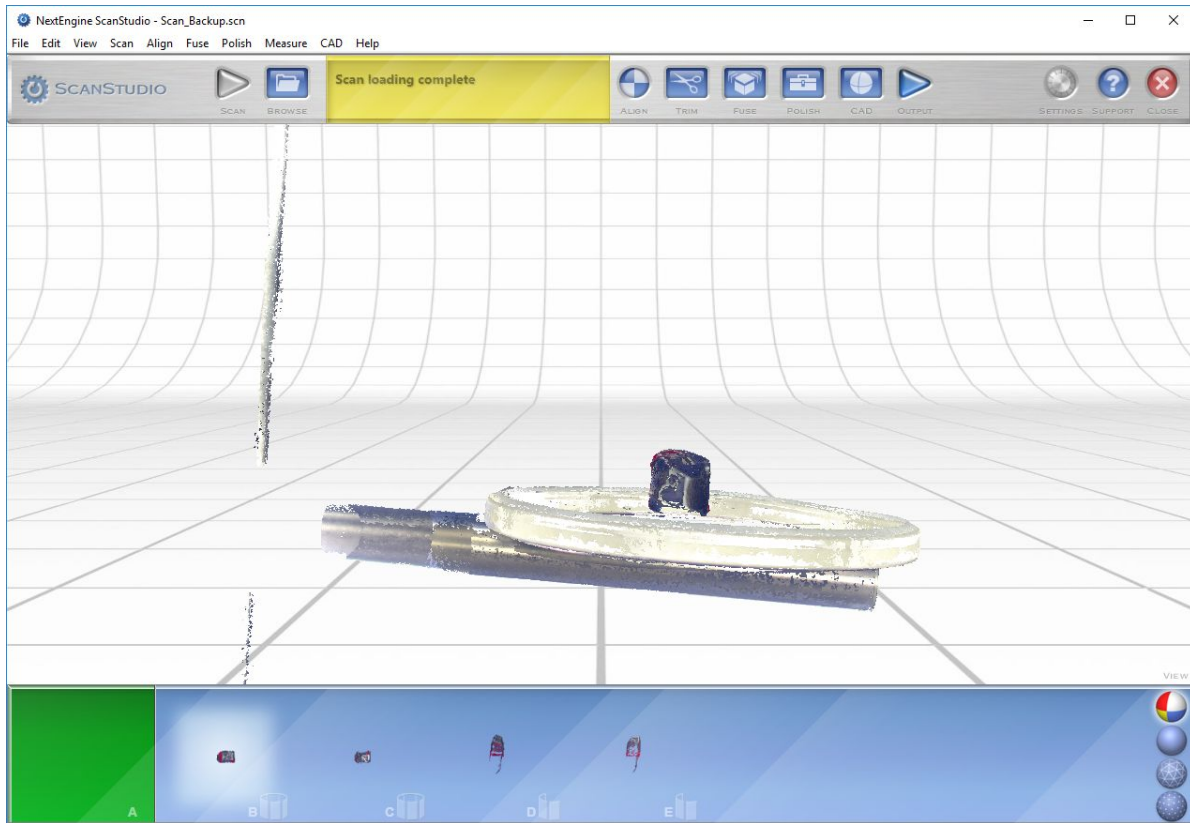 NextEngine ScanStudio - Scan_Backup.scn
File Edit View Scan Align Fuse Polish Measure CAD Help
SCANSTUDIO
Scan loading complete
SCAN BROWSE ALIGN TRIM FUSE POLISH CAD OUTPUT SETTINGS SUPPORT CLOSE
VIEW
A B C D E